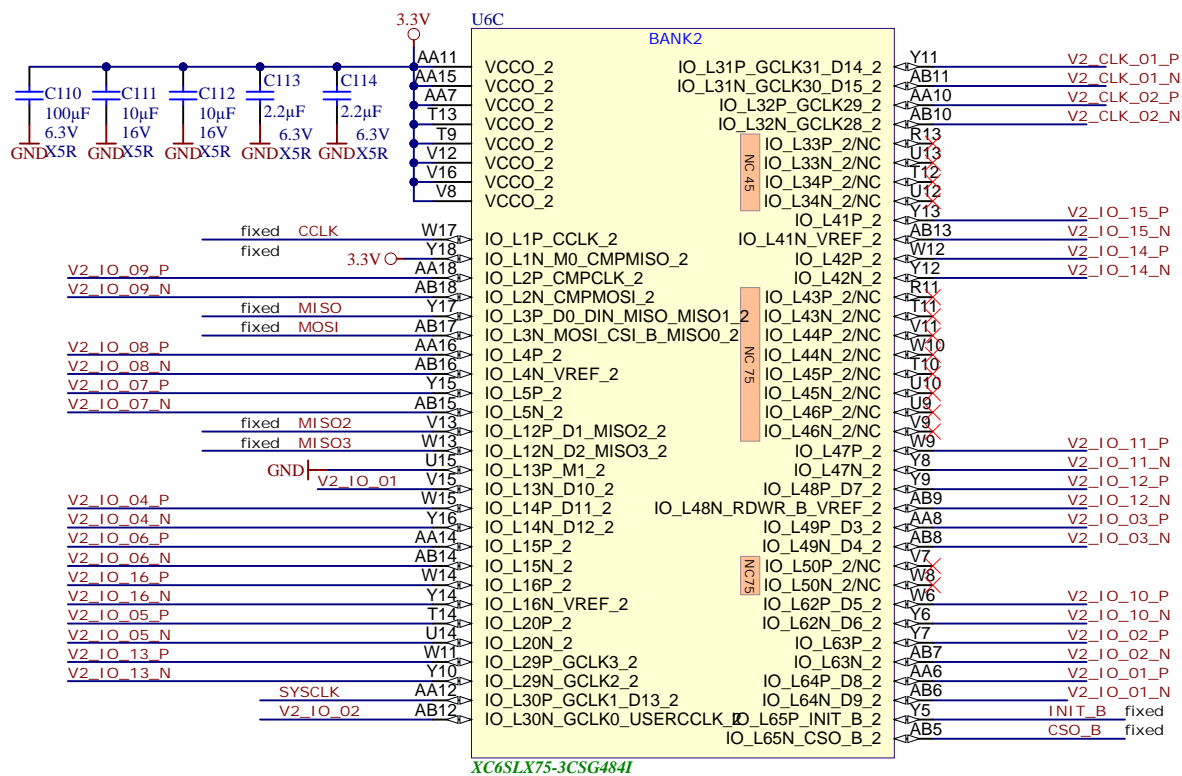 3.3V
U6C
BANK2
C110
100µF
6.3V
X5R
GND
C111
10µF
16V
X5R
GND
C112
10µF
16V
X5R
GND
C113
2.2µF
6.3V
X5R
GND
C114
2.2µF
6.3V
X5R
GND
AA11 VCCO_2
AA15 VCCO_2
AA7 VCCO_2
T13 VCCO_2
T9 VCCO_2
V12 VCCO_2
V16 VCCO_2
V8 VCCO_2
fixed CCLK W17 IO_L1P_CCLK_2
fixed 3.3V Y18 IO_L1N_M0_CMPMISO_2
V2_IO_09_P AA18 IO_L2P_CMPCLK_2
V2_IO_09_N AB18 IO_L2N_CMPMOSI_2
fixed MISO Y17 IO_L3P_D0_DIN_MISO_MISO1_2
fixed MOSI AB17 IO_L3N_MOSI_CSI_B_MISO0_2
V2_IO_08_P AA16 IO_L4P_2
V2_IO_08_N AB16 IO_L4N_VREF_2
V2_IO_07_P Y15 IO_L5P_2
V2_IO_07_N AB15 IO_L5N_2
fixed MISO2 V13 IO_L12P_D1_MISO2_2
fixed MISO3 W13 IO_L12N_D2_MISO3_2
GND U15 IO_L13P_M1_2
V2_IO_01 V15 IO_L13N_D10_2
V2_IO_04_P W15 IO_L14P_D11_2
V2_IO_04_N Y16 IO_L14N_D12_2
V2_IO_06_P AA14 IO_L15P_2
V2_IO_06_N AB14 IO_L15N_2
V2_IO_16_P W14 IO_L16P_2
V2_IO_16_N Y14 IO_L16N_VREF_2
V2_IO_05_P T14 IO_L20P_2
V2_IO_05_N U14 IO_L20N_2
V2_IO_13_P W11 IO_L29P_GCLK3_2
V2_IO_13_N Y10 IO_L29N_GCLK2_2
SYSCLK AA12 IO_L30P_GCLK1_D13_2
V2_IO_02 AB12 IO_L30N_GCLK0_USERCCLK_2
IO_L31P_GCLK31_D14_2 Y11 V2_CLK_01_P
IO_L31N_GCLK30_D15_2 AB11 V2_CLK_01_N
IO_L32P_GCLK29_2 AA10 V2_CLK_02_P
IO_L32N_GCLK28_2 AB10 V2_CLK_02_N
NC 45
IO_L33P_2/NC R13
IO_L33N_2/NC U13
IO_L34P_2/NC T12
IO_L34N_2/NC U12
IO_L41P_2 Y13 V2_IO_15_P
IO_L41N_VREF_2 AB13 V2_IO_15_N
IO_L42P_2 W12 V2_IO_14_P
IO_L42N_2 Y12 V2_IO_14_N
NC 75
IO_L43P_2/NC R11
IO_L43N_2/NC T11
IO_L44P_2/NC V11
IO_L44N_2/NC W10
IO_L45P_2/NC T10
IO_L45N_2/NC U10
IO_L46P_2/NC U9
IO_L46N_2/NC V9
IO_L47P_2 W9 V2_IO_11_P
IO_L47N_2 Y8 V2_IO_11_N
IO_L48P_D7_2 Y9 V2_IO_12_P
IO_L48N_RDWR_B_VREF_2 AB9 V2_IO_12_N
IO_L49P_D3_2 AA8 V2_IO_03_P
IO_L49N_D4_2 AB8 V2_IO_03_N
NC75
IO_L50P_2/NC V7
IO_L50N_2/NC W8
IO_L62P_D5_2 W6 V2_IO_10_P
IO_L62N_D6_2 Y6 V2_IO_10_N
IO_L63P_2 Y7 V2_IO_02_P
IO_L63N_2 AB7 V2_IO_02_N
IO_L64P_D8_2 AA6 V2_IO_01_P
IO_L64N_D9_2 AB6 V2_IO_01_N
IO_L65P_INIT_B_2 Y5 INIT_B fixed
IO_L65N_CSO_B_2 AB5 CSO_B fixed
XC6SLX75-3CSG484I